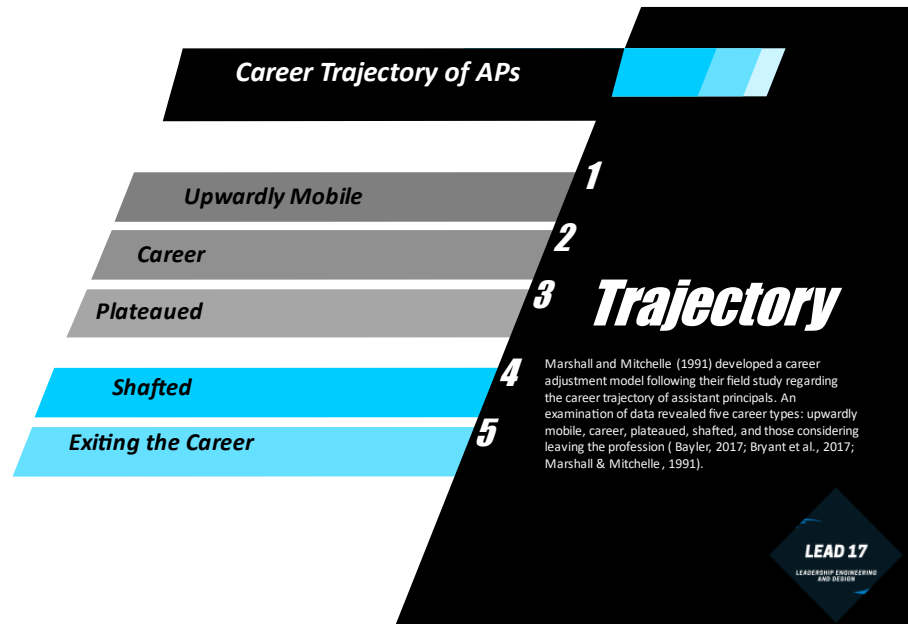 Career Trajectory of APs
Upwardly Mobile
1
Career
2
Plateaued
3
Shafted
4
Exiting the Career
5
Trajectory
Marshall and Mitchelle (1991) developed a career
adjustment model following their field study regarding
the career trajectory of assistant principals. An
examination of data revealed five career types: upwardly
mobile, career, plateaued, shafted, and those considering
leaving the profession ( Bayler, 2017; Bryant et al., 2017;
Marshall & Mitchelle, 1991).
LEAD 17
LEADERSHIP ENGINEERING
AND DESIGN